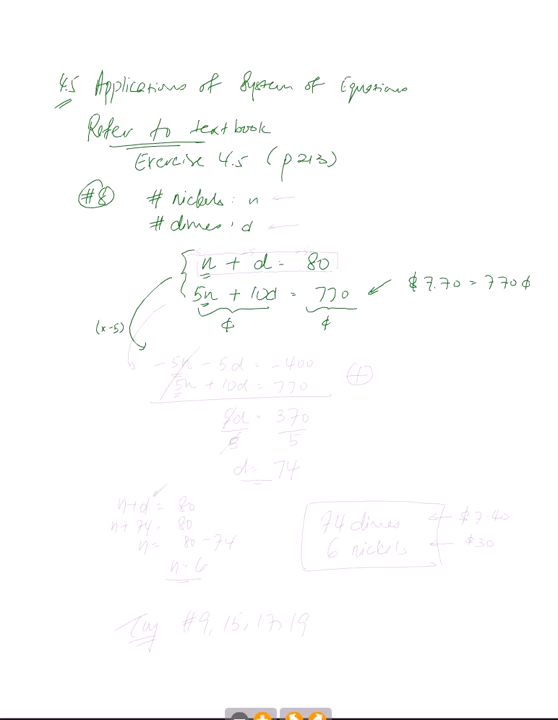 4.5 Applications of System of Equations
Refer to textbook
Exercise 4.5 (p213)
#8 # nickels: n
# dimes: d
n + d = 80
5n + 10d = 770 $7.70 = 770¢
¢ ¢
(x-5)
-5n - 5d = -400
5n + 10d = 770 +
5d = 370
5 5
d = 74
n+d = 80
n+74 = 80
n = 80-74
n = 6
74 dimes ← $7.40
6 nickels ← $30
Try #9, 15, 17, 19